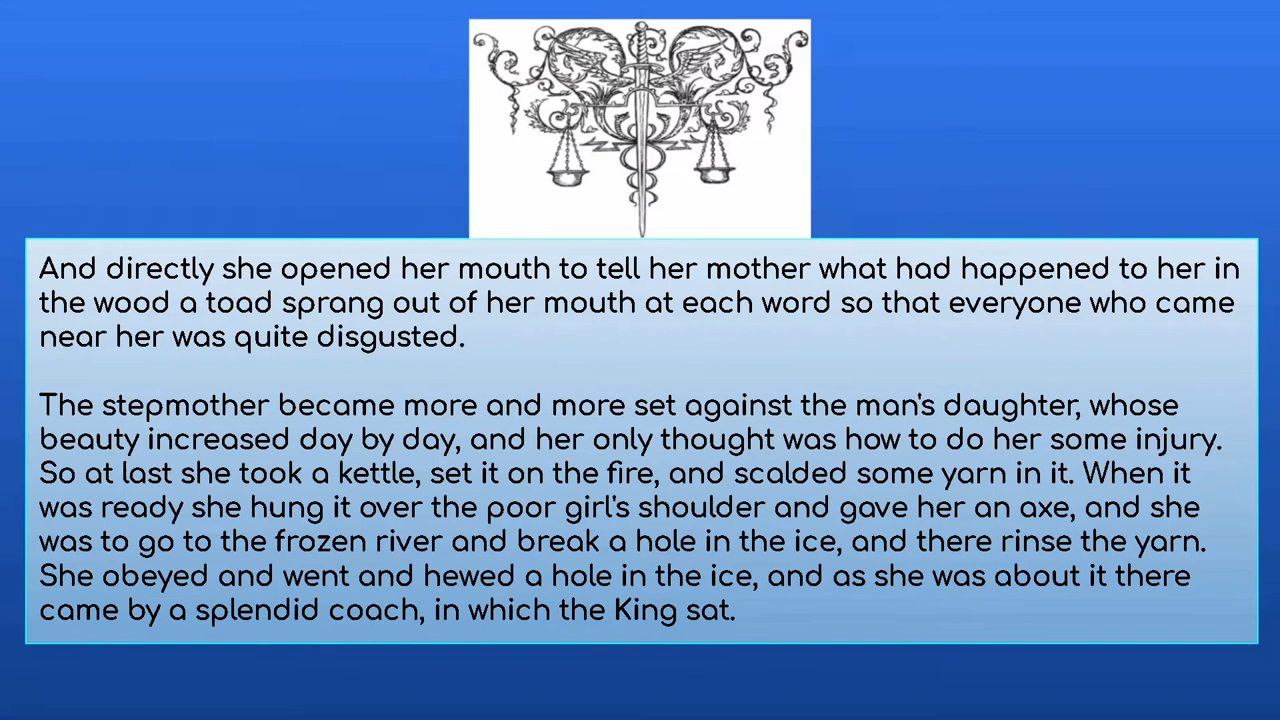 And directly she opened her mouth to tell her mother what had happened to her in
the wood a toad sprang out of her mouth at each word so that everyone who came
near her was quite disgusted.
The stepmother became more and more set against the man's daughter, whose
beauty increased day by day, and her only thought was how to do her some injury.
So at last she took a kettle, set it on the fire, and scalded some yarn in it. When it
was ready she hung it over the poor girl's shoulder and gave her an axe, and she
was to go to the frozen river and break a hole in the ice, and there rinse the yarn.
She obeyed and went and hewed a hole in the ice, and as she was about it there
came by a splendid coach, in which the King sat.